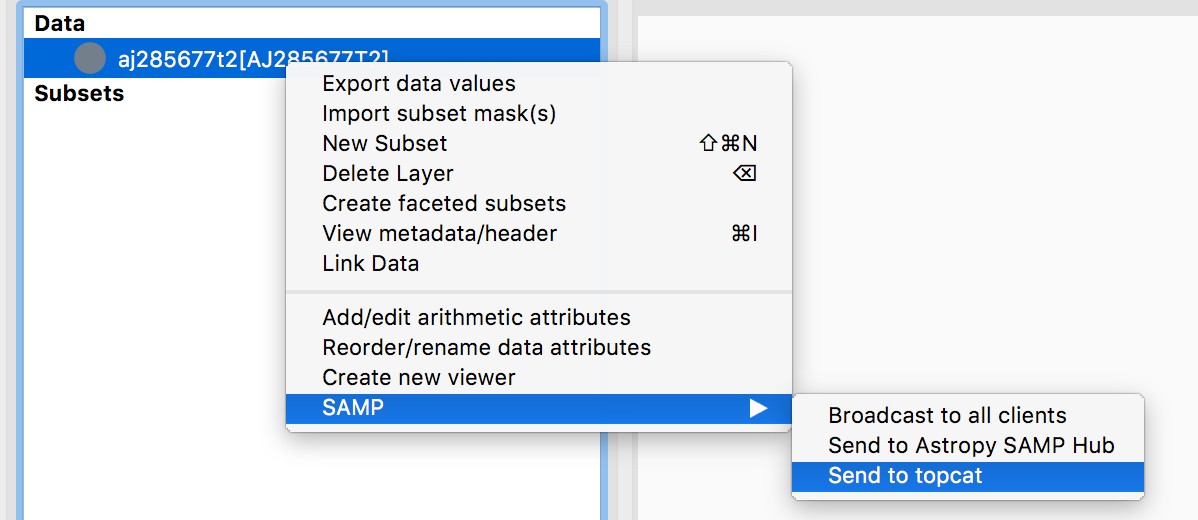 Data
aj285677t2[AJ285677T2]
Subsets
Export data values
Import subset mask(s)
New Subset ⇧⌘N
Delete Layer ⌫
Create faceted subsets
View metadata/header ⌘I
Link Data
Add/edit arithmetic attributes
Reorder/rename data attributes
Create new viewer
SAMP ▶
Broadcast to all clients
Send to Astropy SAMP Hub
Send to topcat